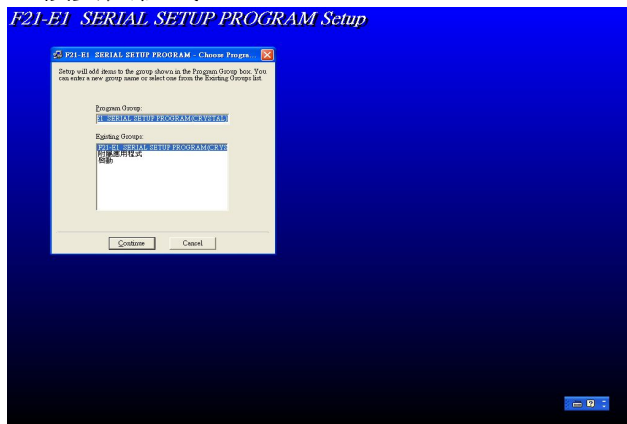 F21-E1 SERIAL SETUP PROGRAM Setup
F21-E1 SERIAL SETUP PROGRAM - Choose Progra...
Setup will add items to the group shown in the Program Group box. You
can enter a new group name or select one from the Existing Groups list.
Program Group:
E1 SERIAL SETUP PROGRAM(CRYSTAL)
Existing Groups:
F21-E1 SERIAL SETUP PROGRAM(CRYS
附屬應用程式
啟動
Continue
Cancel